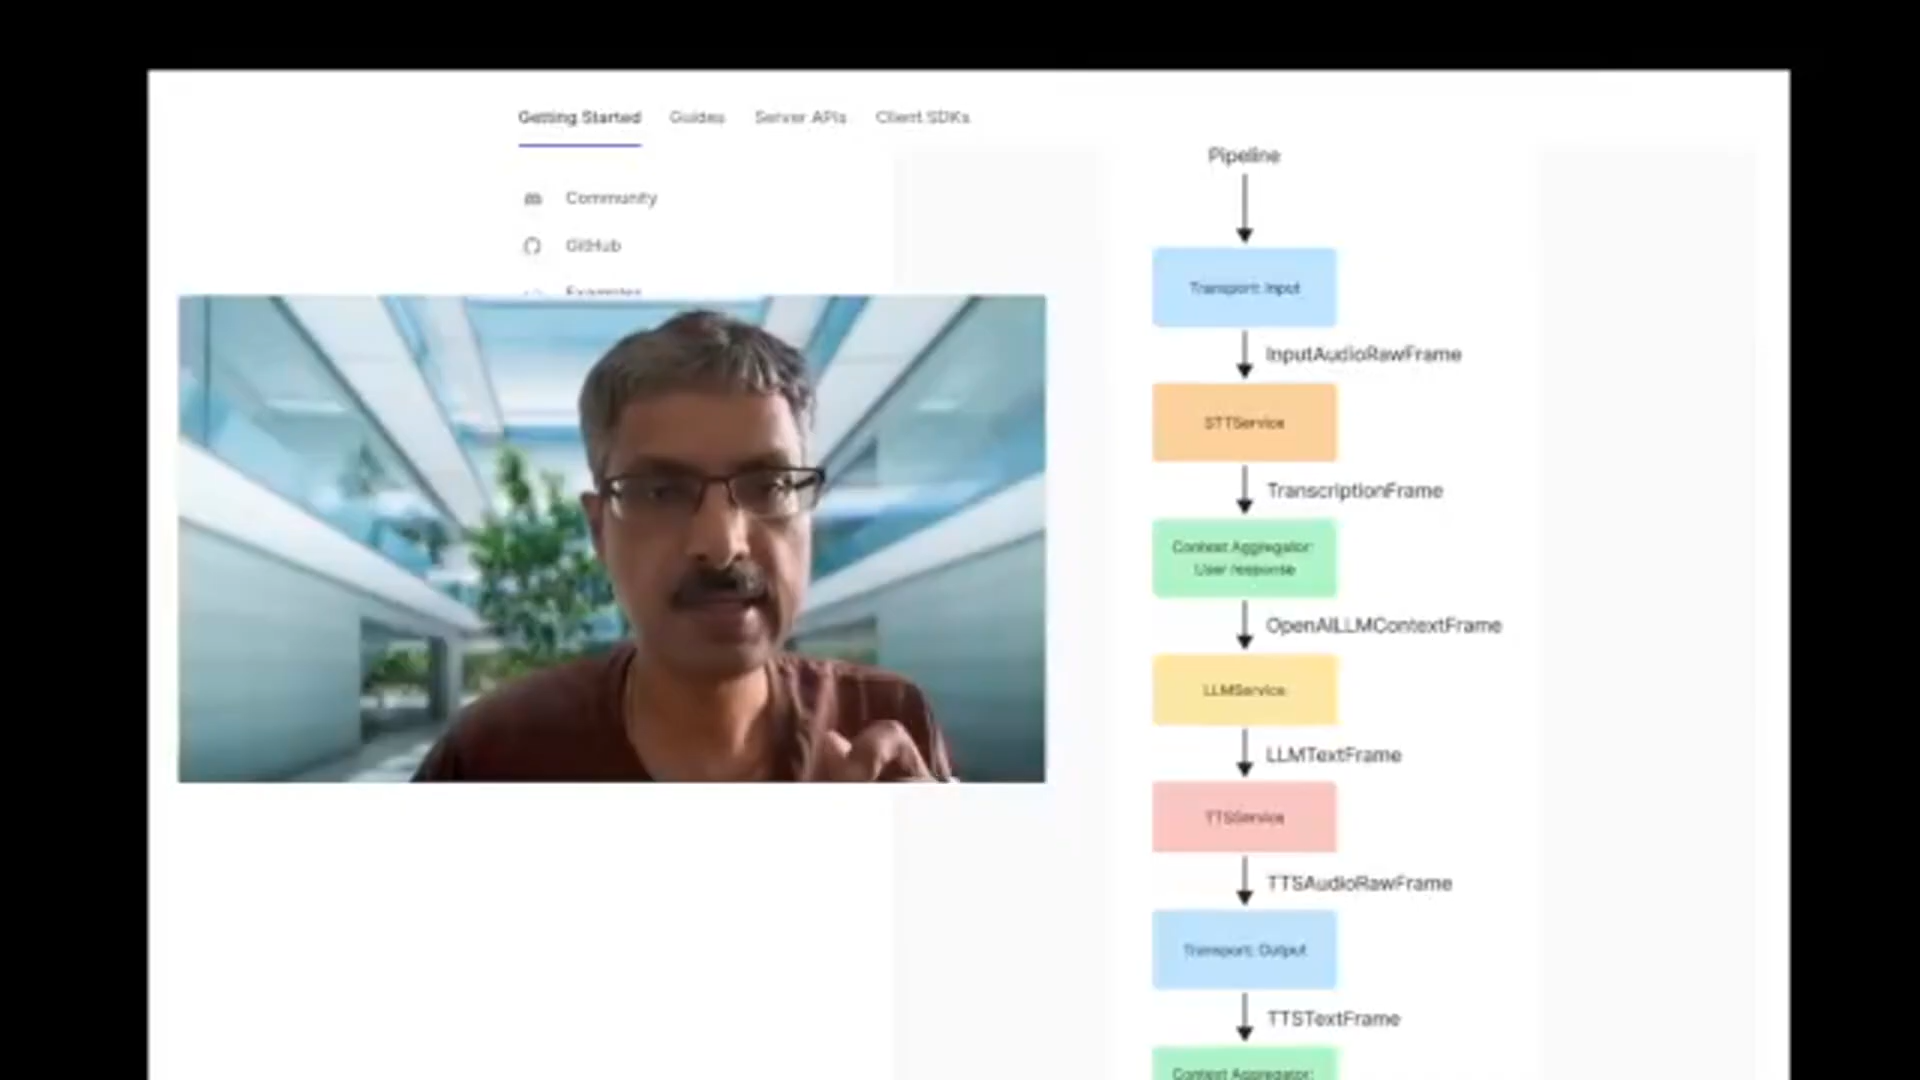 Getting Started Guides Server APIs Client SDKs
Community
GitHub
Examples
Pipeline
Transport: Input
InputAudioRawFrame
STTService
TranscriptionFrame
Context Aggregator:
User response
OpenAILLMContextFrame
LLMService
LLMTextFrame
TTSService
TTSAudioRawFrame
Transport: Output
TTSTextFrame
Context Aggregator: